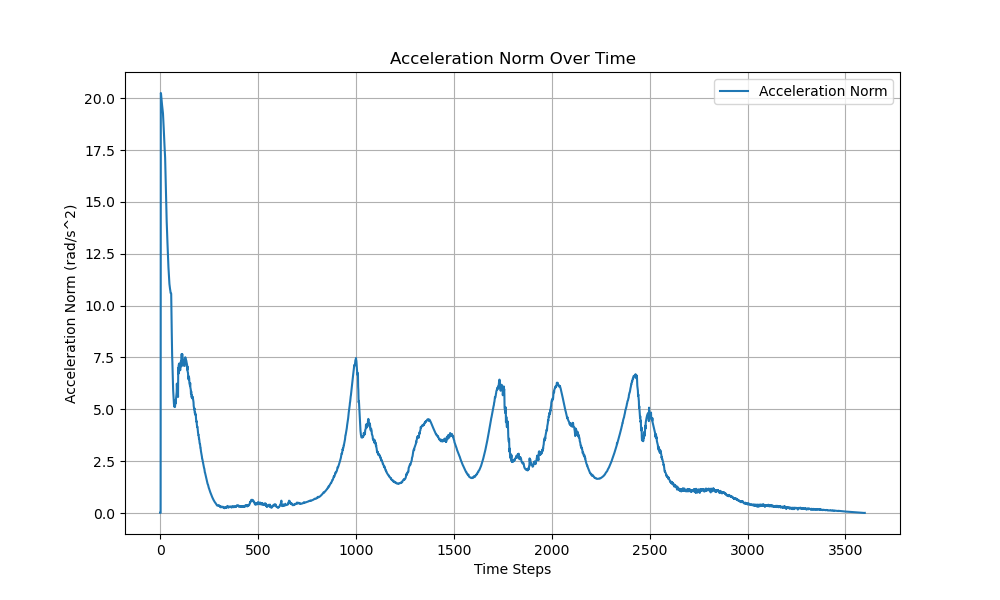 Acceleration Norm Over Time
Acceleration Norm
Acceleration Norm (rad/s^2)
20.0
17.5
15.0
12.5
10.0
7.5
5.0
2.5
0.0
0 500 1000 1500 2000 2500 3000 3500
Time Steps